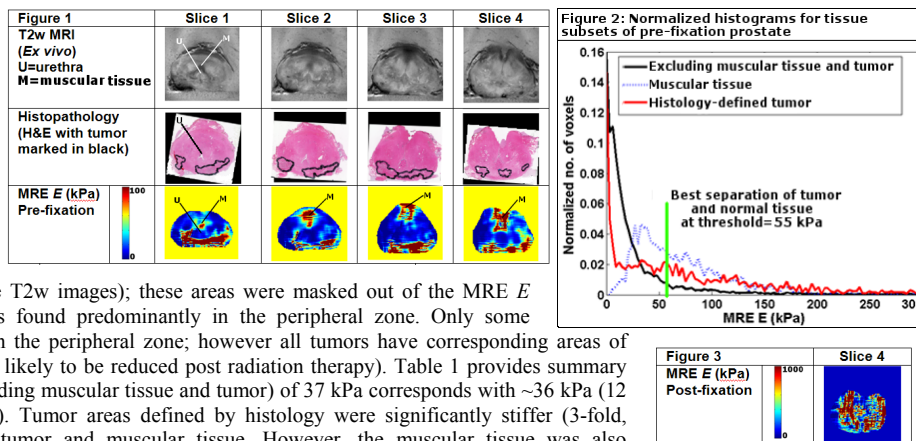 Figure 1
Slice 1
Slice 2
Slice 3
Slice 4
T2w MRI
(Ex vivo)
U=urethra
M=muscular tissue
U
M
Histopathology
(H&E with tumor
marked in black)
U
MRE E (kPa)
Pre-fixation
100
0
U
M
M
M
M
Figure 2: Normalized histograms for tissue
subsets of pre-fixation prostate
Normalized no. of voxels
0.16
0.14
0.12
0.1
0.08
0.06
0.04
0.02
0
Excluding muscular tissue and tumor
Muscular tissue
Histology-defined tumor
Best separation of tumor
and normal tissue
at threshold=55 kPa
0
50
100
150
200
250
300
MRE E (kPa)
T2w images); these areas were masked out of the MRE E
found predominantly in the peripheral zone. Only some
the peripheral zone; however all tumors have corresponding areas of
likely to be reduced post radiation therapy). Table 1 provides summary
ding muscular tissue and tumor) of 37 kPa corresponds with ~36 kPa (12
). Tumor areas defined by histology were significantly stiffer (3-fold,
tumor and muscular tissue. However, the muscular tissue was also
Figure 3
Slice 4
MRE E (kPa)
Post-fixation
1000
0